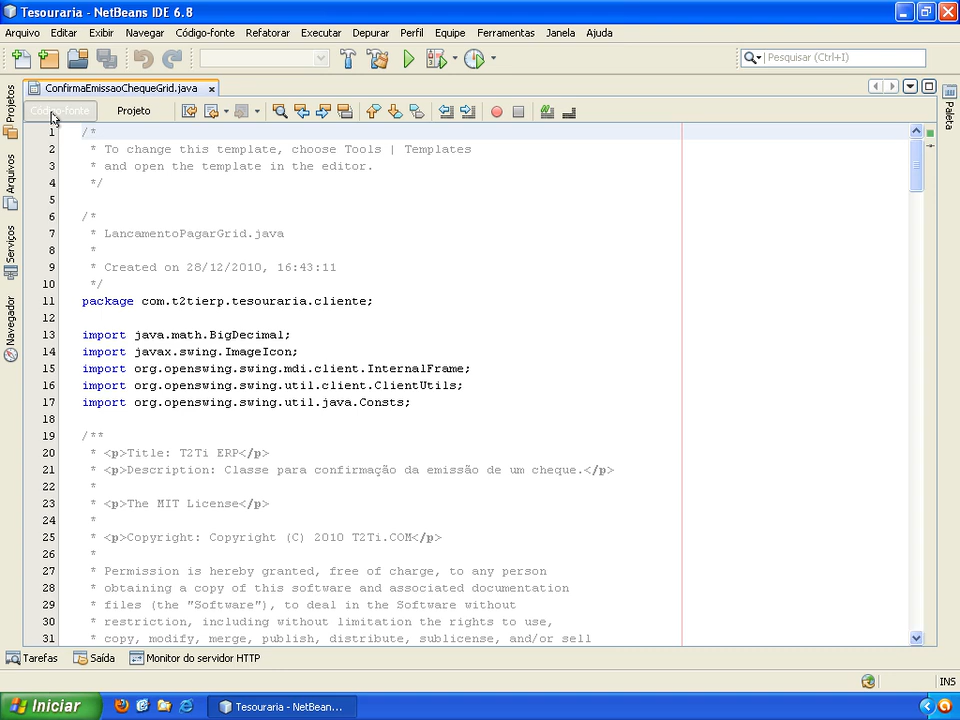 Tesouraria - NetBeans IDE 6.8
Arquivo Editar Exibir Navegar Código-fonte Refatorar Executar Depurar Perfil Equipe Ferramentas Janela Ajuda
Pesquisar (Ctrl+I)
ConfirmaEmissaoChequeGrid.java
Código-fonte Projeto
Projetos
Arquivos
Serviços
Navegador
Paleta
1 /*
2 * To change this template, choose Tools | Templates
3 * and open the template in the editor.
4 */
5
6 /*
7 * LancamentoPagarGrid.java
8 *
9 * Created on 28/12/2010, 16:43:11
10 */
11 package com.t2tierp.tesouraria.cliente;
12
13 import java.math.BigDecimal;
14 import javax.swing.ImageIcon;
15 import org.openswing.swing.mdi.client.InternalFrame;
16 import org.openswing.swing.util.client.ClientUtils;
17 import org.openswing.swing.util.java.Consts;
18
19 /**
20 * <p>Title: T2Ti ERP</p>
21 * <p>Description: Classe para confirmação da emissão de um cheque.</p>
22 *
23 * <p>The MIT License</p>
24 *
25 * <p>Copyright: Copyright (C) 2010 T2Ti.COM</p>
26 *
27 * Permission is hereby granted, free of charge, to any person
28 * obtaining a copy of this software and associated documentation
29 * files (the "Software"), to deal in the Software without
30 * restriction, including without limitation the rights to use,
31 * copy, modify, merge, publish, distribute, sublicense, and/or sell
Tarefas Saída Monitor do servidor HTTP
INS
Iniciar Tesouraria - NetBean...